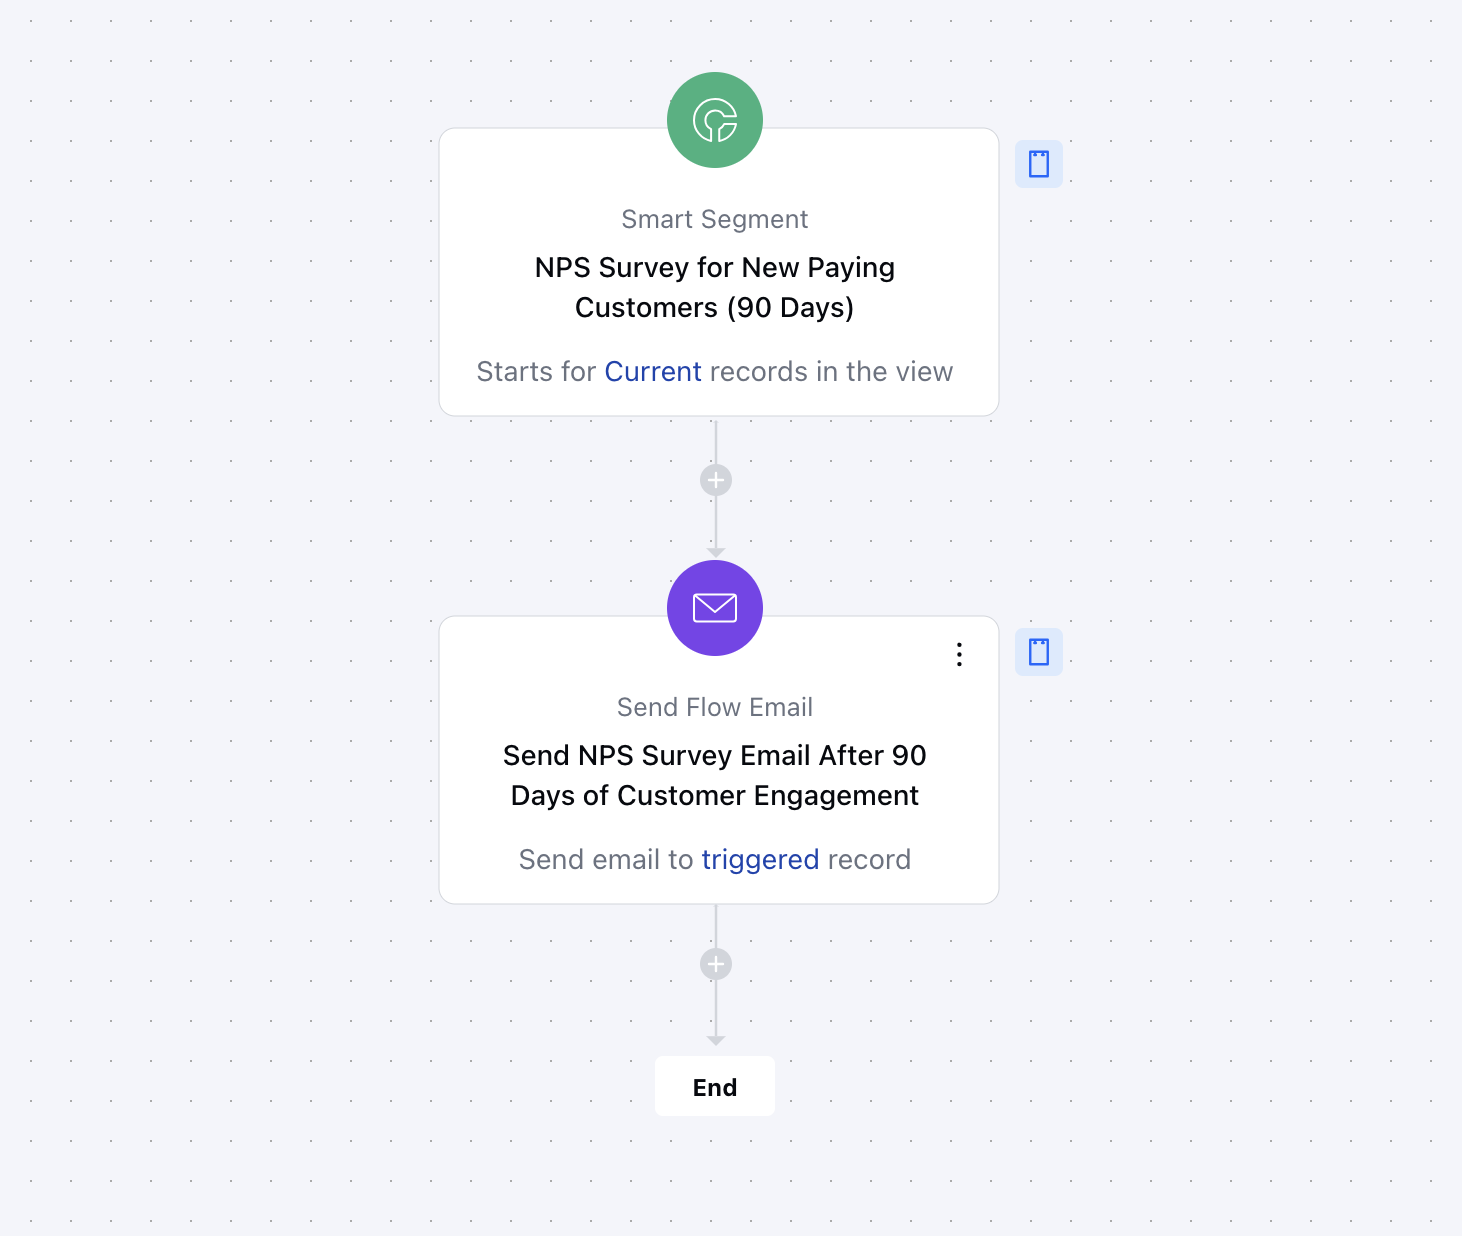 Smart Segment
NPS Survey for New Paying
Customers (90 Days)
Starts for Current records in the view
Send Flow Email
Send NPS Survey Email After 90
Days of Customer Engagement
Send email to triggered record
End